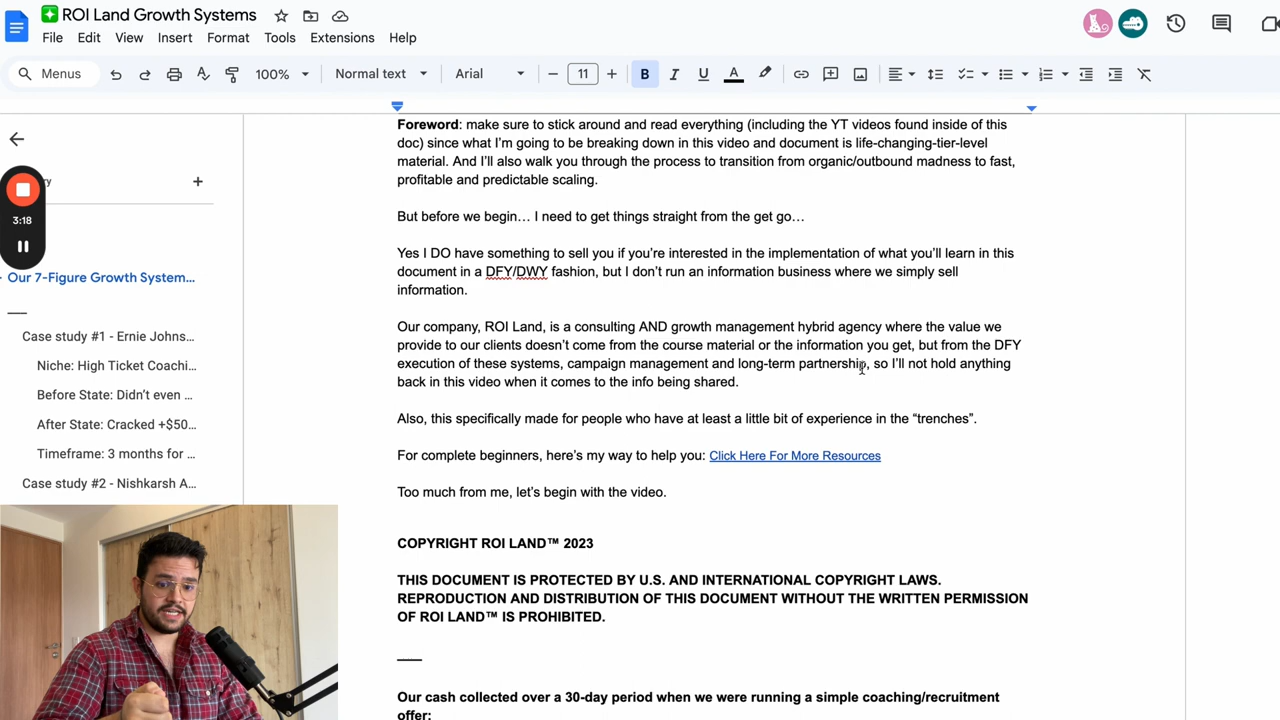 ROI Land Growth Systems
File Edit View Insert Format Tools Extensions Help
Menus 100% Normal text Arial 11 B I U A
3:18
Our 7-Figure Growth System...
Case study #1 - Ernie Johns...
Niche: High Ticket Coachi...
Before State: Didn't even ...
After State: Cracked +$50...
Timeframe: 3 months for ...
Case study #2 - Nishkarsh A...
Foreword: make sure to stick around and read everything (including the YT videos found inside of this
doc) since what I'm going to be breaking down in this video and document is life-changing-tier-level
material. And I'll also walk you through the process to transition from organic/outbound madness to fast,
profitable and predictable scaling.
But before we begin… I need to get things straight from the get go…
Yes I DO have something to sell you if you're interested in the implementation of what you'll learn in this
document in a DFY/DWY fashion, but I don't run an information business where we simply sell
information.
Our company, ROI Land, is a consulting AND growth management hybrid agency where the value we
provide to our clients doesn't come from the course material or the information you get, but from the DFY
execution of these systems, campaign management and long-term partnership, so I'll not hold anything
back in this video when it comes to the info being shared.
Also, this specifically made for people who have at least a little bit of experience in the "trenches".
For complete beginners, here's my way to help you: Click Here For More Resources
Too much from me, let's begin with the video.
COPYRIGHT ROI LAND™ 2023
THIS DOCUMENT IS PROTECTED BY U.S. AND INTERNATIONAL COPYRIGHT LAWS.
REPRODUCTION AND DISTRIBUTION OF THIS DOCUMENT WITHOUT THE WRITTEN PERMISSION
OF ROI LAND™ IS PROHIBITED.
Our cash collected over a 30-day period when we were running a simple coaching/recruitment
offer: